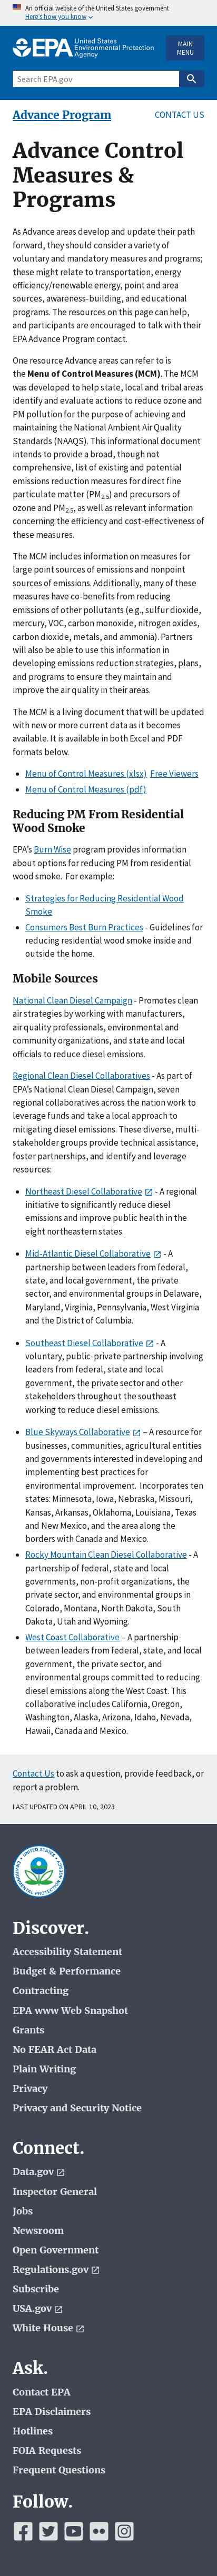 An official website of the United States government
Here's how you know
EPA United States
Environmental Protection
Agency
MAIN
MENU
Search EPA.gov
Advance Program
CONTACT US
Advance Control
Measures &
Programs
As Advance areas develop and update their path
forward, they should consider a variety of
voluntary and mandatory measures and programs;
these might relate to transportation, energy
efficiency, and diesel engines, among other
sources, awareness-building, and educational
programs. The resources on this page can help,
and participants are encouraged to talk with their
EPA Advance Program contact.
One resource Advance areas can refer to is
the Menu of Control Measures (MCM). The MCM
was developed to help state, local and tribal areas
identify and evaluate actions to reduce ozone and
PM pollution for the purpose of achieving and
maintaining the National Ambient Air Quality
Standards (NAAQS). This informational document
intends to provide a broad, though not
comprehensive, listing of potential emissions
reduction measures for direct fine
particulate matter (PM2.5) and precursors of
ozone and PM2.5, as well as relevant information
concerning the efficiency and cost-effectiveness of
these measures.
The MCM includes information on measures for
large point sources of emissions and nonpoint
sources of emissions. Additionally, many of these
measures have co-benefits from reducing
emissions of other pollutants (e.g., sulfur dioxide,
mercury, VOC, carbon monoxide, nitrogen oxides,
carbon dioxide, metals, and ammonia). Partners
will also be able to use this information in
developing emissions reduction strategies, plans,
and programs to ensure that they attain and/or
maintain air quality in their areas.
The MCM is a living document that will be updated
with new or more current data as it becomes
available. It is available in both Excel and PDF
formats below.
Menu of Control Measures (xlsx) Free Viewers
Menu of Control Measures (pdf)
Reducing PM From Residential
Wood Smoke
EPA's Burn Wise program provides information
about options for reducing PM from residential
wood smoke. For example:
Strategies for Reducing Residential Wood
Smoke
Consumers Best Burn Practices - Guidelines for
reducing residential wood smoke inside and
outside the home.
Mobile Sources
National Clean Diesel Campaign - Promotes clean
air strategies by working with manufacturers,
air quality professionals, environmental and
community organizations, and state and local
officials to reduce diesel emissions.
Regional Clean Diesel Collaboratives - As part of
EPA's National Clean Diesel Campaign, seven
regional collaboratives across the nation work to
leverage funds and take a local approach to
mitigating diesel emissions. These diverse, multi-
stakeholder groups provide technical assistance,
foster partnerships, and identify and leverage
resources:
Northeast Diesel Collaborative - A regional
initiative to significantly reduce diesel
emissions and improve public health in the
eight northeastern states.
Mid-Atlantic Diesel Collaborative - A
partnership between leaders from federal,
state, and local government, the private
sector, and environmental groups in Delaware,
Maryland, Virginia, Pennsylvania, West Virginia
and the District of Columbia.
Southeast Diesel Collaborative - A
voluntary, public-private partnership involving
leaders from federal, state and local
government, the private sector and other
stakeholders throughout the southeast
working to reduce diesel emissions.
Blue Skyways Collaborative – A resource for
businesses, communities, agricultural entities
and governments interested in developing and
implementing pollution reduction projects that
experience best practices for
environmental improvement. Incorporates ten
states: Minnesota, Iowa, Nebraska, Missouri,
Kansas, Arkansas, Oklahoma, Louisiana, Texas
and New Mexico, and the areas along the
borders with Canada and Mexico.
Rocky Mountain Clean Diesel Collaborative - A
partnership between federal, state and local
governments, non-profit organizations, the
private sector, and environmental groups in
Colorado, Montana, North Dakota, South
Dakota, Utah and Wyoming.
West Coast Collaborative – A partnership
between leaders from federal, state, and local
government, the private sector, and
environmental groups committed to reducing
diesel emissions along the West Coast. This
collaborative includes California, Oregon,
Washington, Alaska, Arizona, Idaho, Nevada,
Hawaii, Canada and Mexico.
Contact Us to ask a question, provide feedback, or
report a problem.
LAST UPDATED ON APRIL 10, 2023
Discover.
Accessibility Statement
Budget & Performance
Contracting
EPA www Web Snapshot
Grants
No FEAR Act Data
Plain Writing
Privacy
Privacy and Security Notice
Connect.
Data.gov
Inspector General
Jobs
Newsroom
Open Government
Regulations.gov
Subscribe
USA.gov
White House
Ask.
Contact EPA
EPA Disclaimers
Hotlines
FOIA Requests
Frequent Questions
Follow.